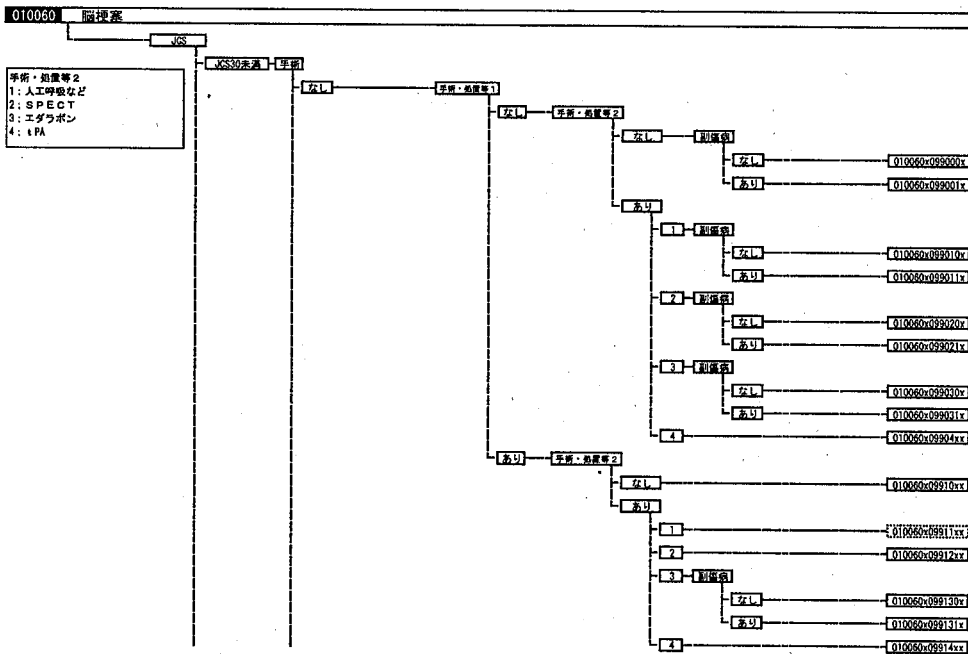 010060 脳梗塞
JCS
JCS30未満 手術
手術・処置等2
1：人工呼吸など
2：SPECT
3：エダラボン
4：tPA
なし 手術・処置等1
なし 手術・処置等2
なし 副傷病
なし 010060x099000x
あり 010060x099001x
あり
1 副傷病
なし 010060x099010x
あり 010060x099011x
2 副傷病
なし 010060x099020x
あり 010060x099021x
3 副傷病
なし 010060x099030x
あり 010060x099031x
4 010060x09904xx
あり 手術・処置等2
なし 010060x09910xx
あり
1 010060x09911xx
2 010060x09912xx
3 副傷病
なし 010060x099130x
あり 010060x099131x
4 010060x09914xx